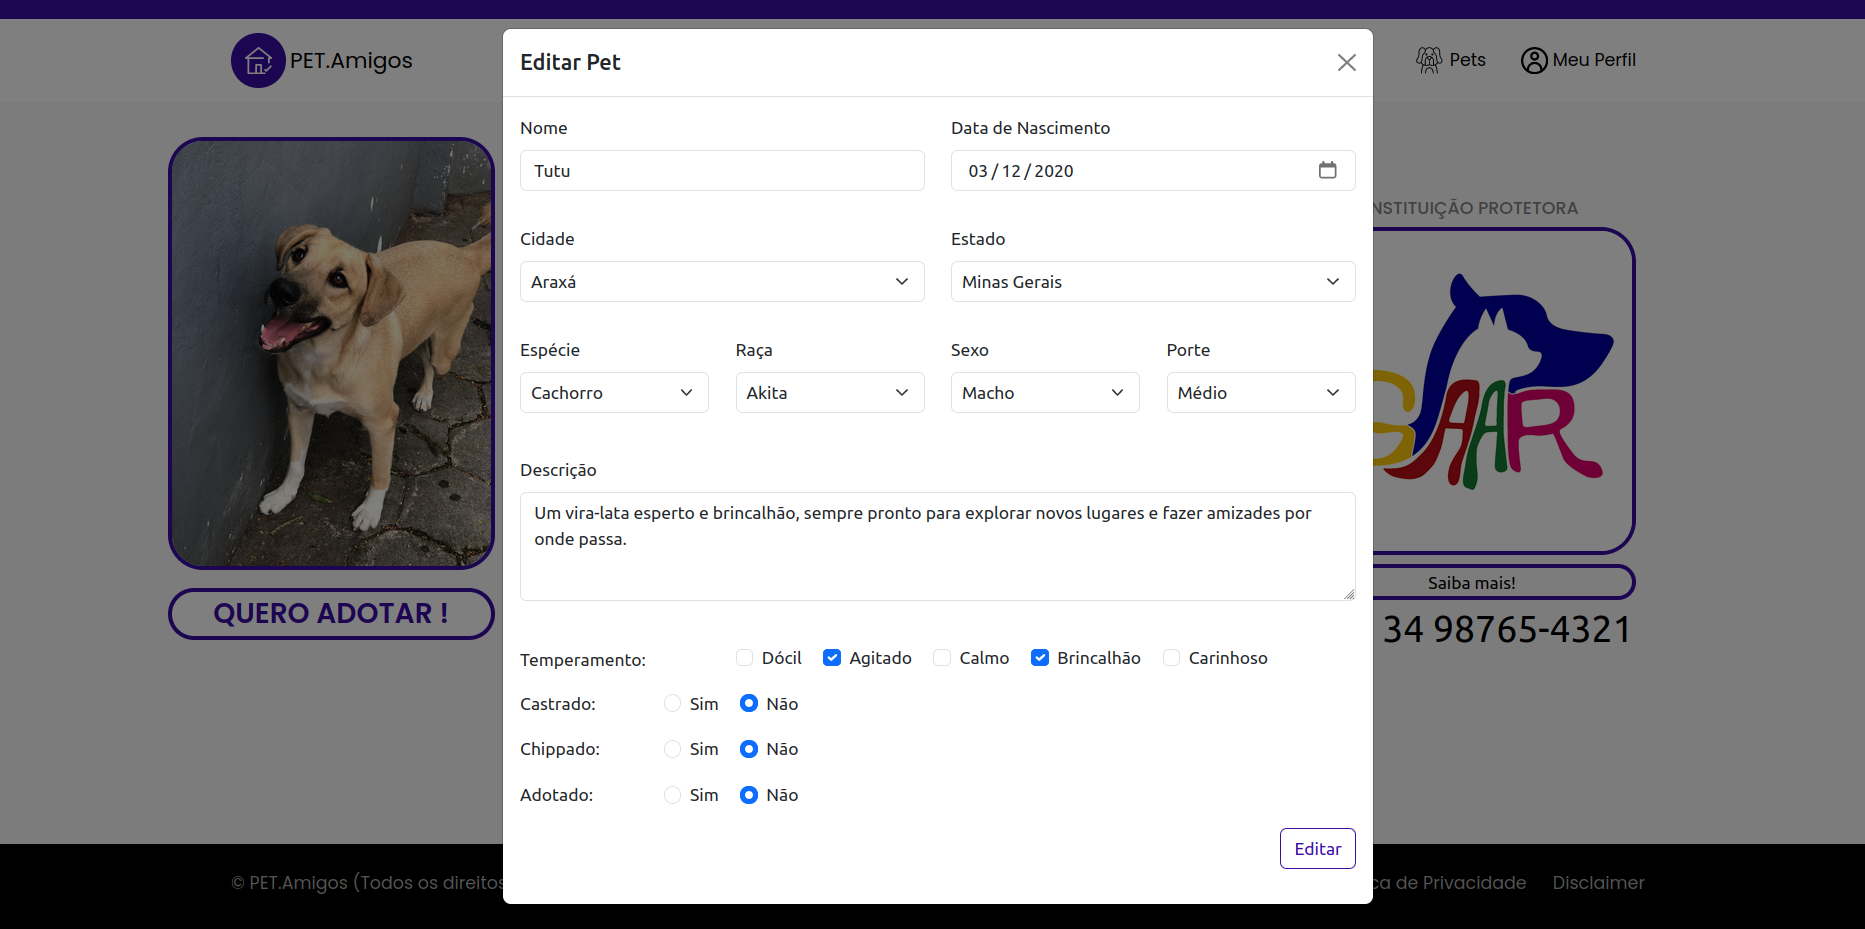 PET.Amigos
Pets
Meu Perfil
Editar Pet
Nome
Data de Nascimento
Tutu
03 / 12 / 2020
Cidade
Estado
Araxá
Minas Gerais
Espécie
Raça
Sexo
Porte
Cachorro
Akita
Macho
Médio
Descrição
Um vira-lata esperto e brincalhão, sempre pronto para explorar novos lugares e fazer amizades por
onde passa.
Temperamento:
Dócil
Agitado
Calmo
Brincalhão
Carinhoso
Castrado:
Sim
Não
Chippado:
Sim
Não
Adotado:
Sim
Não
Editar
QUERO ADOTAR !
NSTITUIÇÃO PROTETORA
GAAR
Saiba mais!
34 98765-4321
© PET.Amigos (Todos os direitos
ca de Privacidade
Disclaimer